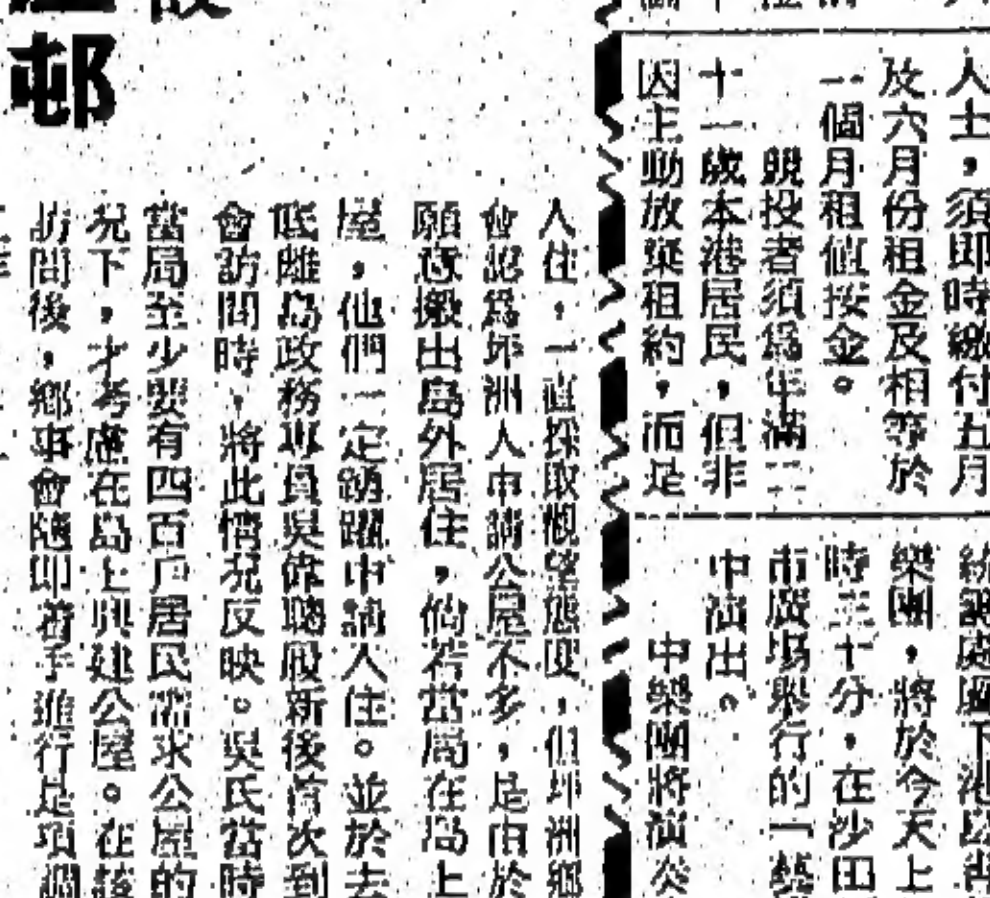 人士，須即時繳付五月
及六月份租金及相等於
一個月租值按金。
競投者須爲年滿二
十一歲本港居民，但非
因主動放棄租約，而是
樂團，將於今天上
時三十分，在沙田
市廣場舉行的「藝
中演出。
中樂團將演奏
邨
人住，一直採取觀望態度，但坪洲鄉
會認爲坪洲人申請公屋不多，是由於
願意搬出島外居住，倘若當局在島上
屋，他們一定踴躍申請入住。並於去
底離島政務專員吳偉聰履新後首次到
會訪問時，將此情況反映。吳氏當時
當局至少要有四百戶居民需求公屋的
況下，才考慮在島上興建公屋。在該
訪問後，鄉事會隨即着手進行是項調